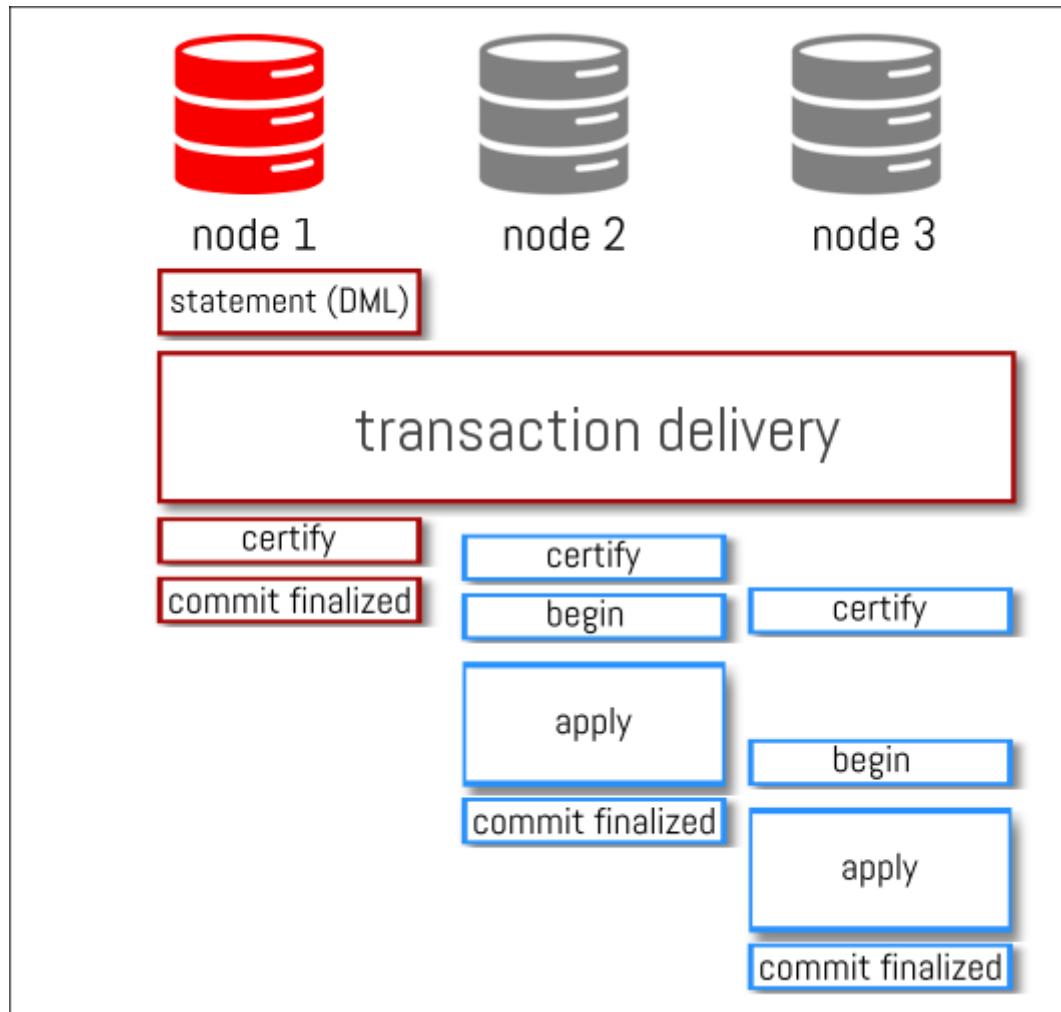 node 1
node 2
node 3
statement (DML)
transaction delivery
certify
commit finalized
certify
begin
apply
commit finalized
certify
begin
apply
commit finalized